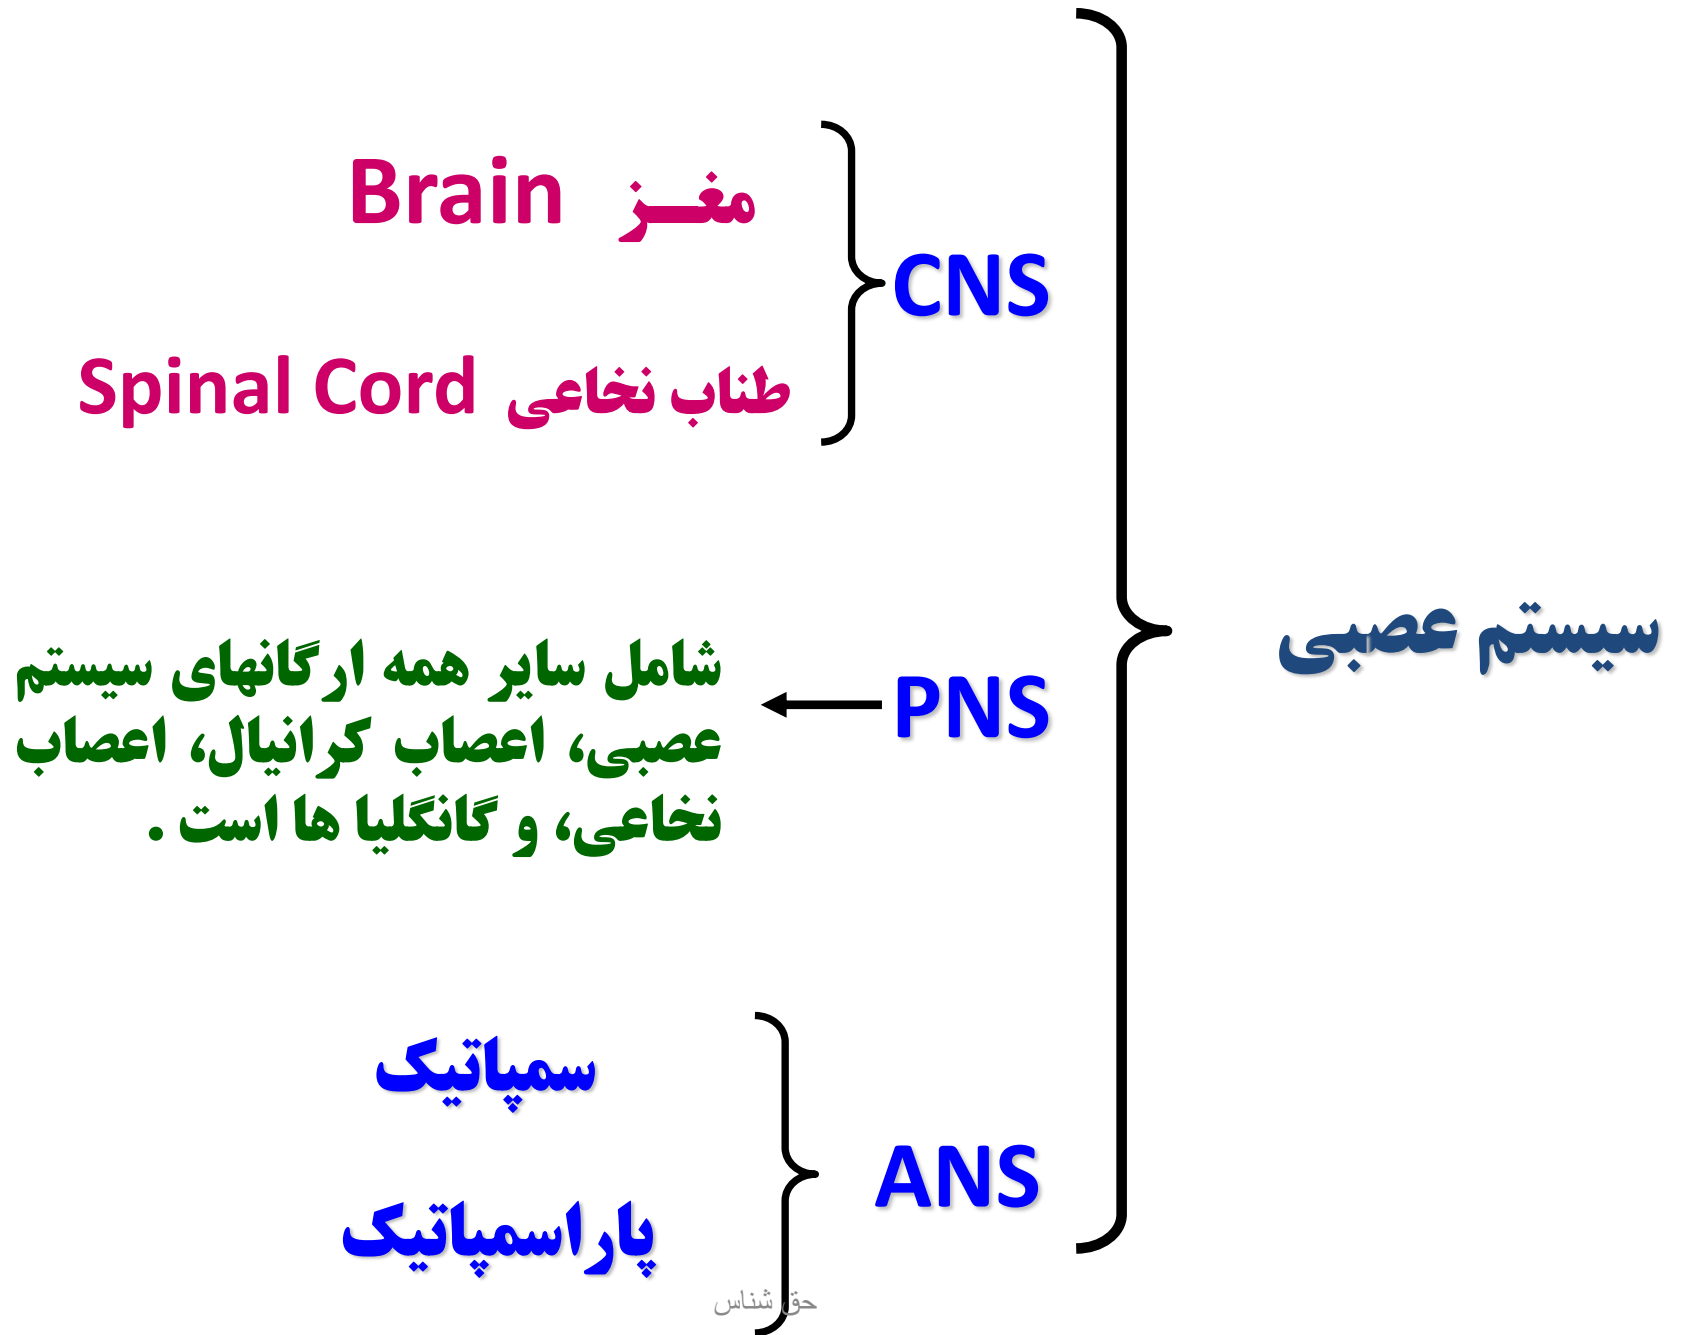 سیستم عصبی
CNS
مغـــز Brain
طناب نخاعی Spinal Cord
PNS
شامل سایر همه ارگانهای سیستم
عصبی، اعصاب کرانیال، اعصاب
نخاعی، و گانگلیا ها است .
ANS
سمپاتیک
پاراسمپاتیک
حق شناس